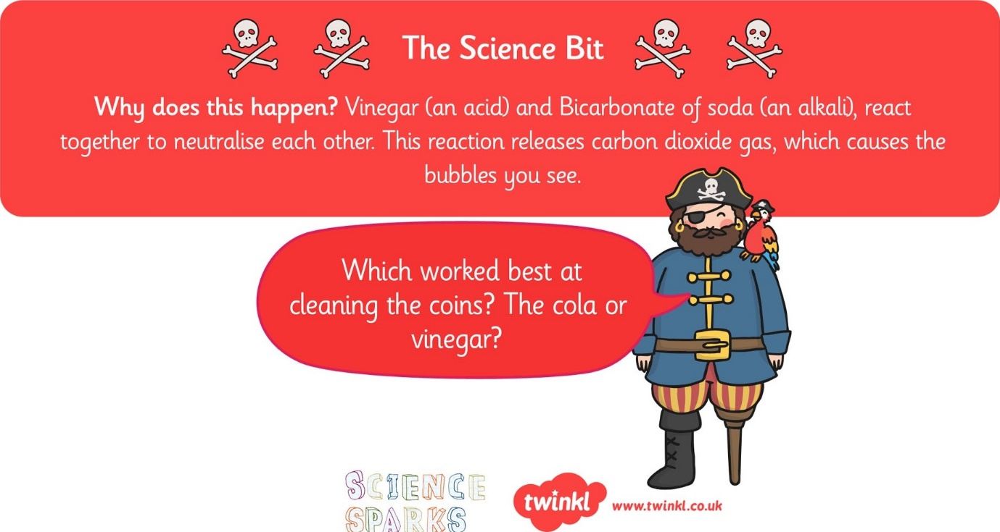 The Science Bit
Why does this happen? Vinegar (an acid) and Bicarbonate of soda (an alkali), react
together to neutralise each other. This reaction releases carbon dioxide gas, which causes the
bubbles you see.
Which worked best at
cleaning the coins? The cola or
vinegar?
SCIENCE
SPARKS
twinkl
www.twinkl.co.uk